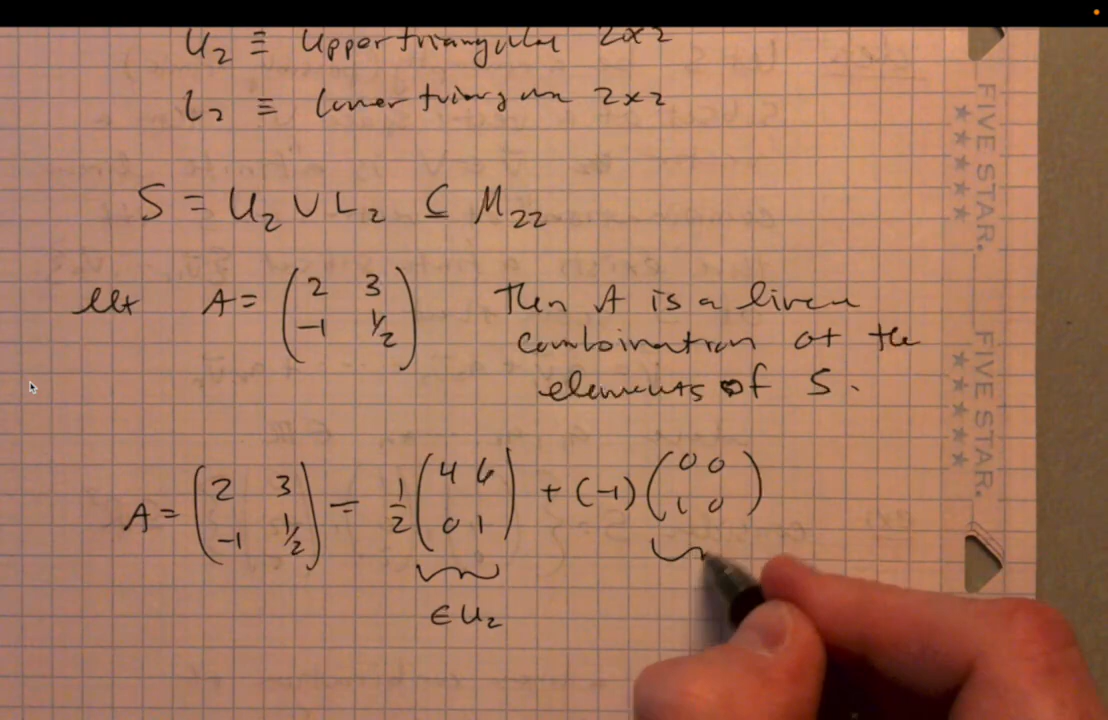 U₂ ≡ Upper triangular 2x2
L₂ ≡ lower triangular 2x2
S = U₂ ∪ L₂ ⊆ M₂₂
let A = ( 2 3 ; -1 1/2 ) Then A is a linear
combination of the
elements of S.
A = ( 2 3 ; -1 1/2 ) = 1/2 ( 4 6 ; 0 1 ) + (-1) ( 0 0 ; 1 0 )
∈ U₂
FIVE STAR.
FIVE STAR.